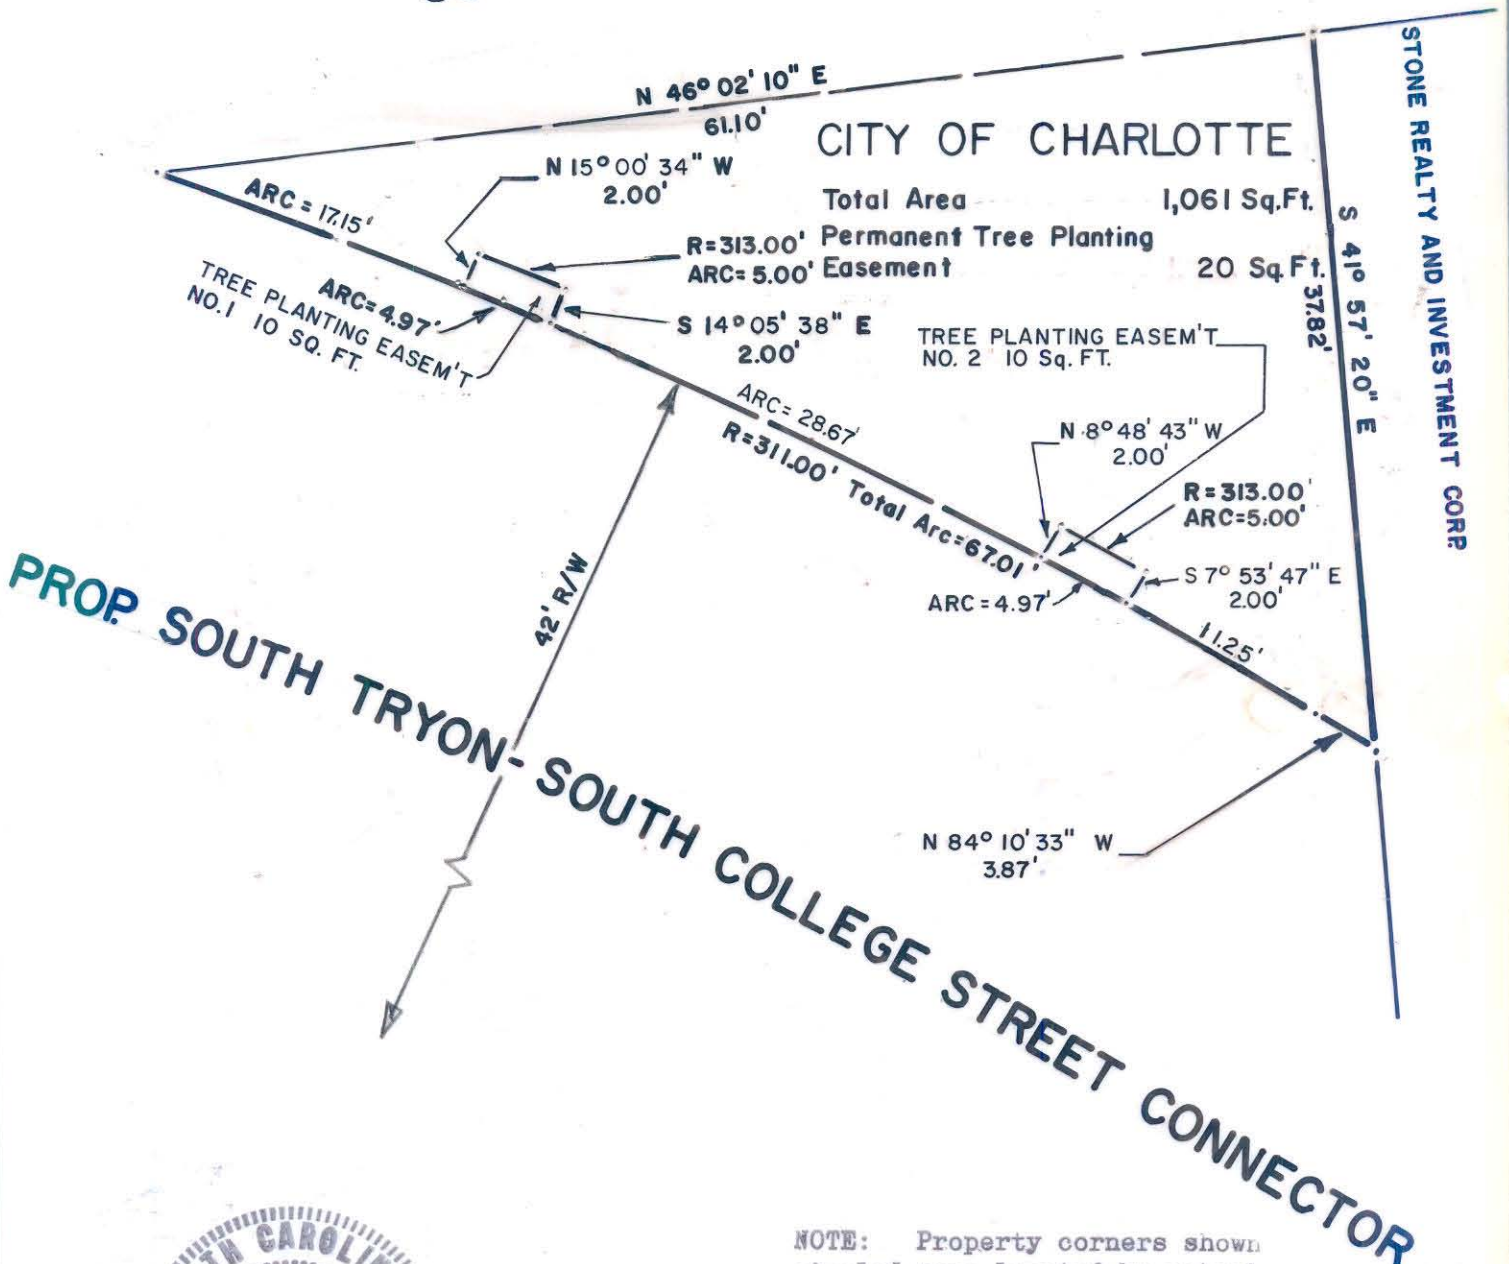 N 46° 02' 10" E
61.10'
CITY OF CHARLOTTE
Total Area 1,061 Sq.Ft.
Permanent Tree Planting
Easement 20 Sq.Ft.
STONE REALTY AND INVESTMENT CORP.
S 41° 57' 20" E
37.82'
ARC = 17.15'
N 15° 00' 34" W
2.00'
R=313.00'
ARC= 5.00'
ARC=4.97'
TREE PLANTING EASEM'T
NO.1 10 SQ. FT.
S 14° 05' 38" E
2.00'
TREE PLANTING EASEM'T
NO. 2 10 Sq. FT.
ARC= 28.67'
R=311.00' Total Arc=67.01'
N 8° 48' 43" W
2.00'
R=313.00'
ARC=5.00'
ARC=4.97'
S 7° 53' 47" E
2.00'
11.25'
42' R/W
N 84° 10' 33" W
3.87'
PROP. SOUTH TRYON-SOUTH COLLEGE STREET CONNECTOR
TH CAROLIN
NOTE: Property corners shown